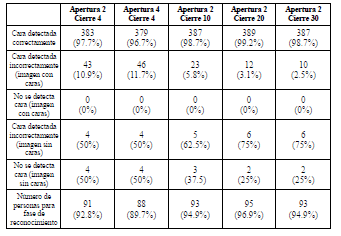 Apertura 2 Cierre 4 | Apertura 4 Cierre 4 | Apertura 2 Cierre 10 | Apertura 2 Cierre 20 | Apertura 2 Cierre 30
Cara detectada correctamente | 383 (97.7%) | 379 (96.7%) | 387 (98.7%) | 389 (99.2%) | 387 (98.7%)
Cara detectada incorrectamente (imagen con caras) | 43 (10.9%) | 46 (11.7%) | 23 (5.8%) | 12 (3.1%) | 10 (2.5%)
No se detecta cara (imagen con caras) | 0 (0%) | 0 (0%) | 0 (0%) | 0 (0%) | 0 (0%)
Cara detectada incorrectamente (imagen sin caras) | 4 (50%) | 4 (50%) | 5 (62.5%) | 6 (75%) | 6 (75%)
No se detecta cara (imagen sin caras) | 4 (50%) | 4 (50%) | 3 (37.5) | 2 (25%) | 2 (25%)
Número de personas para fase de reconocimiento | 91 (92.8%) | 88 (89.7%) | 93 (94.9%) | 95 (96.9%) | 93 (94.9%)